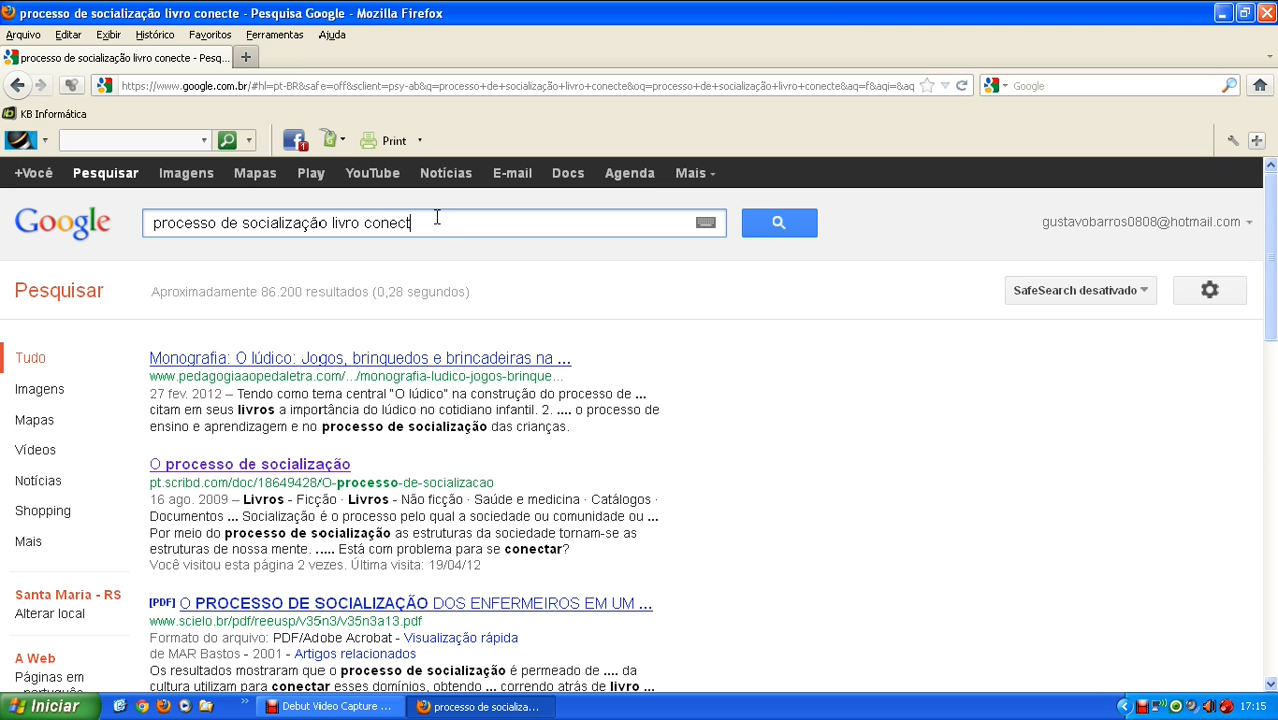 processo de socialização livro conecte - Pesquisa Google - Mozilla Firefox
Arquivo Editar Exibir Histórico Favoritos Ferramentas Ajuda
processo de socialização livro conecte - Pesq...
https://www.google.com.br/#hl=pt-BR&safe=off&sclient=psy-ab&q=processo+de+socialização+livro+conecte&oq=processo+de+socialização+livro+conecte&aq=f&aqi=&aq
Google
KB Informática
1
Print
+Você Pesquisar Imagens Mapas Play YouTube Notícias E-mail Docs Agenda Mais
Google
processo de socialização livro conect
gustavobarros0808@hotmail.com
Pesquisar
Aproximadamente 86.200 resultados (0,28 segundos)
SafeSearch desativado
Tudo
Imagens
Mapas
Vídeos
Notícias
Shopping
Mais
Santa Maria - RS
Alterar local
A Web
Páginas em
português
Monografia: O lúdico: Jogos, brinquedos e brincadeiras na ...
www.pedagogiaaopedaletra.com/.../monografia-ludico-jogos-brinque...
27 fev. 2012 – Tendo como tema central "O lúdico" na construção do processo de ...
citam em seus livros a importância do lúdico no cotidiano infantil. 2. .... o processo de
ensino e aprendizagem e no processo de socialização das crianças.
O processo de socialização
pt.scribd.com/doc/18649428/O-processo-de-socializacao
16 ago. 2009 – Livros - Ficção · Livros - Não ficção · Saúde e medicina · Catálogos ·
Documentos ... Socialização é o processo pelo qual a sociedade ou comunidade ou ...
Por meio do processo de socialização as estruturas da sociedade tornam-se as
estruturas de nossa mente. ..... Está com problema para se conectar?
Você visitou esta página 2 vezes. Última visita: 19/04/12
[PDF] O PROCESSO DE SOCIALIZAÇÃO DOS ENFERMEIROS EM UM ...
www.scielo.br/pdf/reeusp/v35n3/v35n3a13.pdf
Formato do arquivo: PDF/Adobe Acrobat - Visualização rápida
de MAR Bastos - 2001 - Artigos relacionados
Os resultados mostraram que o processo de socialização é permeado de .... da
cultura utilizam para conectar esses domínios, obtendo ... correndo atrás de livro ...
Iniciar
Debut Video Capture ...
processo de socializa...
17:15